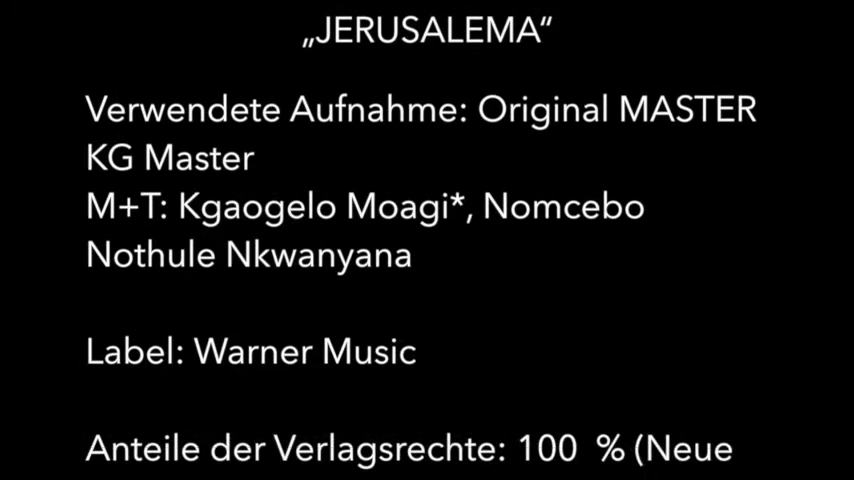 „JERUSALEMA“
Verwendete Aufnahme: Original MASTER
KG Master
M+T: Kgaogelo Moagi*, Nomcebo
Nothule Nkwanyana
Label: Warner Music
Anteile der Verlagsrechte: 100 % (Neue